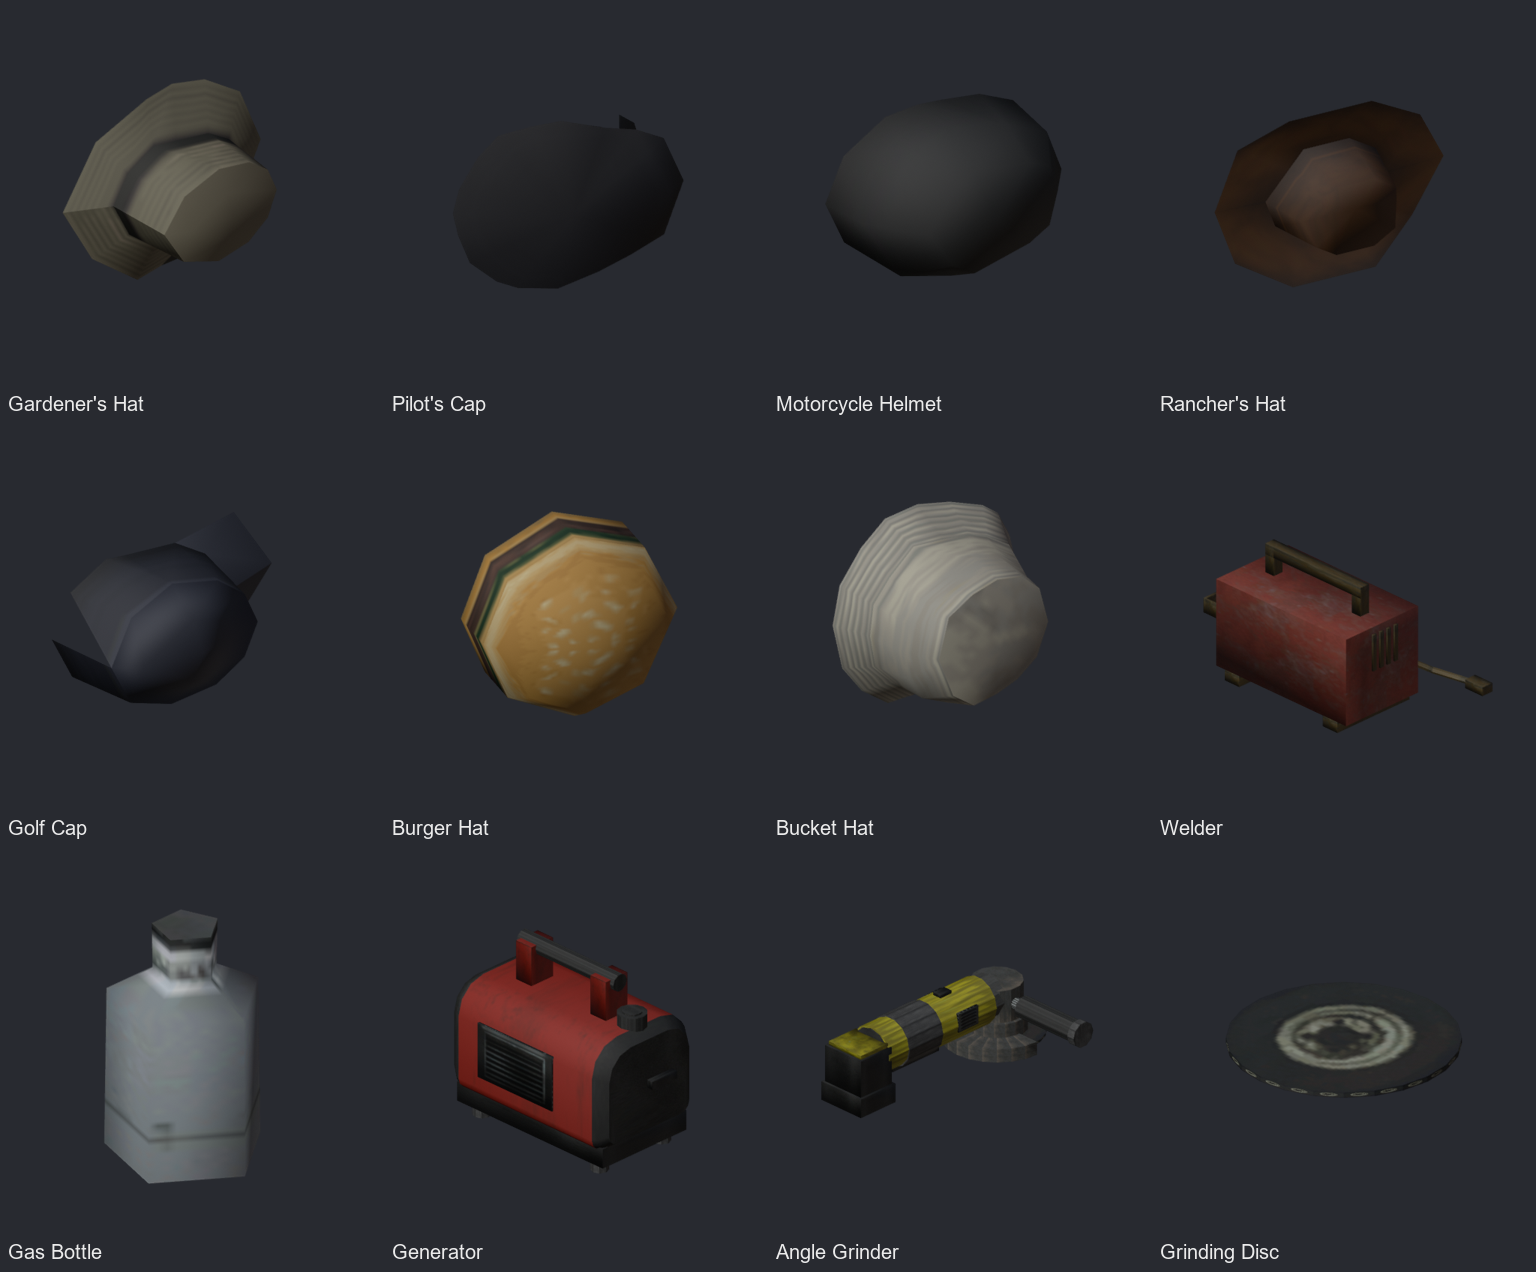 Gardener's Hat
Pilot's Cap
Motorcycle Helmet
Rancher's Hat
Golf Cap
Burger Hat
Bucket Hat
Welder
Gas Bottle
Generator
Angle Grinder
Grinding Disc